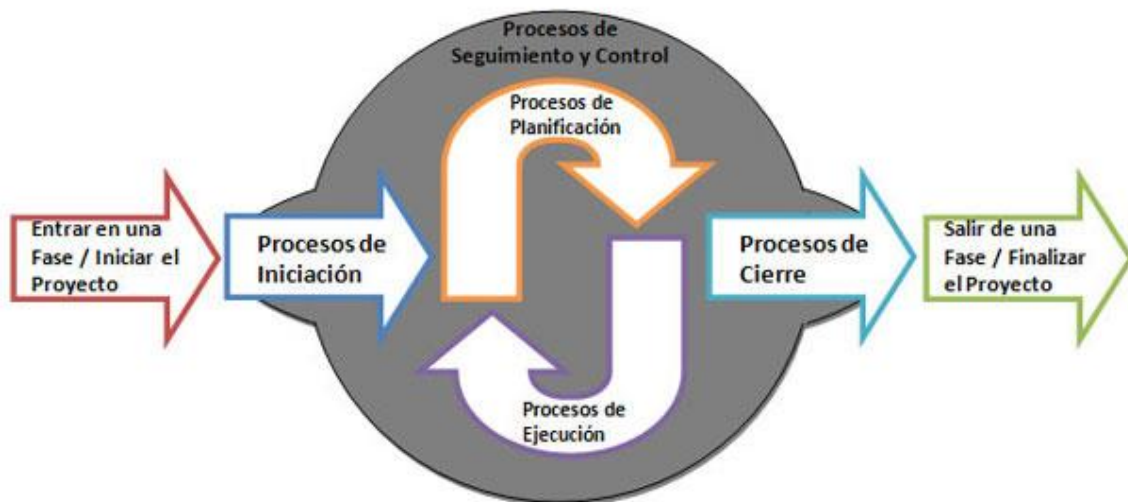 Procesos de
Seguimiento y Control
Procesos de
Planificación
Entrar en una
Fase / Iniciar el
Proyecto
Procesos de
Iniciación
Procesos de
Cierre
Salir de una
Fase / Finalizar
el Proyecto
Procesos de
Ejecución